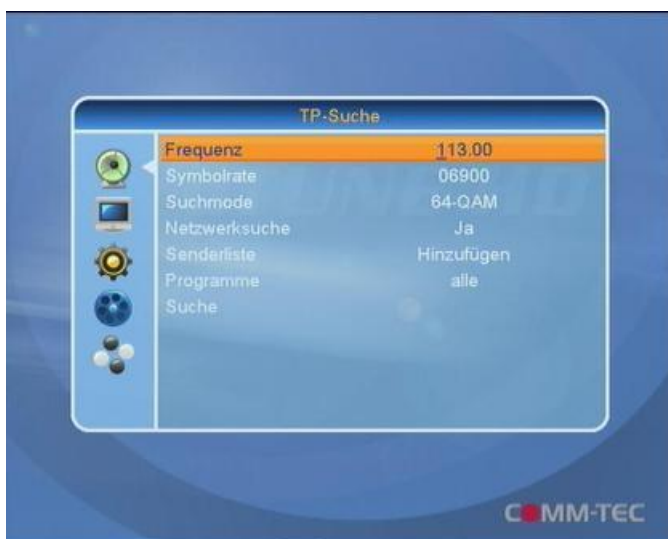 TP-Suche
Frequenz 113.00
Symbolrate 06900
Suchmode 64-QAM
Netzwerksuche Ja
Senderliste Hinzufügen
Programme alle
Suche
COMM-TEC